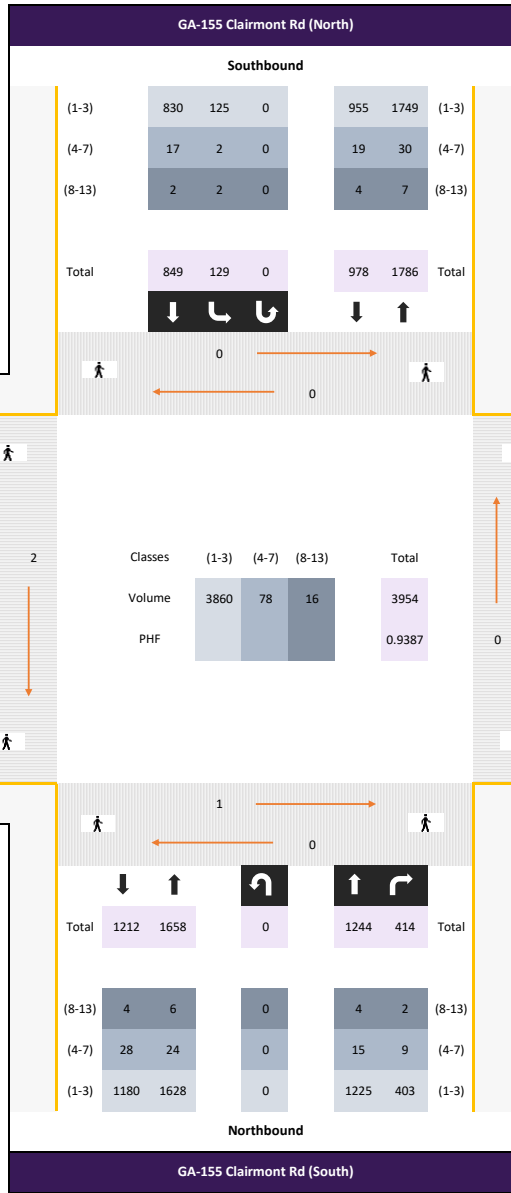 GA-155 Clairmont Rd (North)
Southbound
(1-3) 830 125 0 955 1749 (1-3)
(4-7) 17 2 0 19 30 (4-7)
(8-13) 2 2 0 4 7 (8-13)
Total 849 129 0 978 1786 Total
0
0
2
Classes (1-3) (4-7) (8-13) Total
Volume 3860 78 16 3954
PHF 0.9387
0
1
0
Total 1212 1658 0 1244 414 Total
(8-13) 4 6 0 4 2 (8-13)
(4-7) 28 24 0 15 9 (4-7)
(1-3) 1180 1628 0 1225 403 (1-3)
Northbound
GA-155 Clairmont Rd (South)